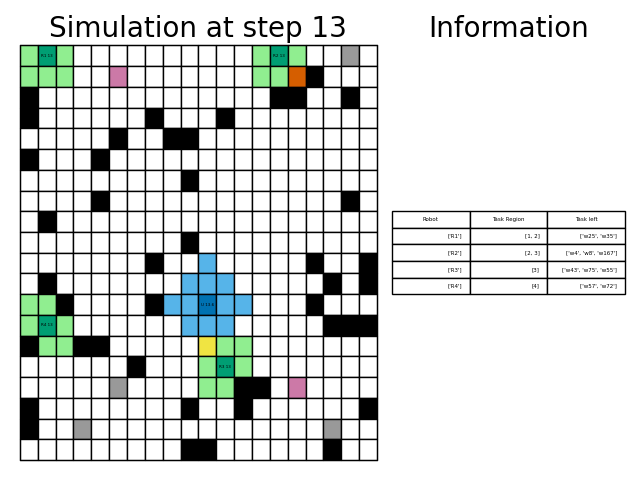 Simulation at step 13
Information
Robot Task Region Task left
['R1'] [1, 2] ['w25', 'w35']
['R2'] [2, 3] ['w4', 'w8', 'w167']
['R3'] [3] ['w43', 'w75', 'w55']
['R4'] [4] ['w57', 'w72']